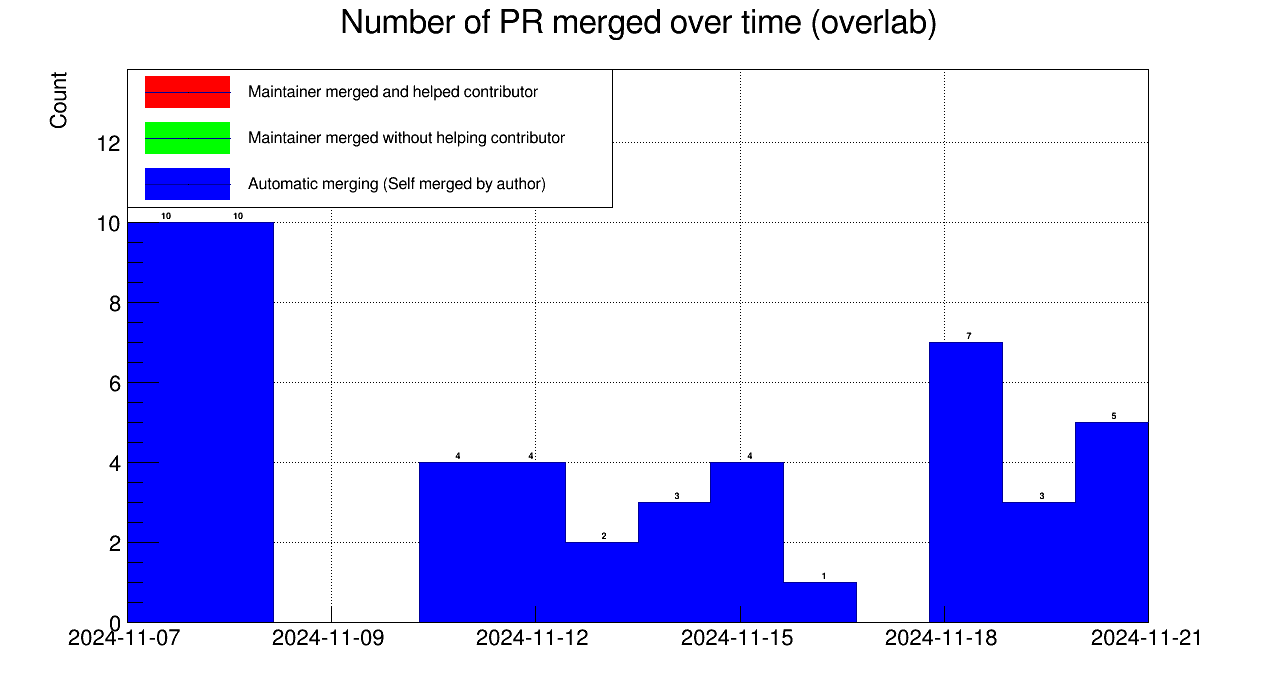 Number of PR merged over time (overlab)
Count
Maintainer merged and helped contributor
Maintainer merged without helping contributor
Automatic merging (Self merged by author)
12
10
8
6
4
2
0
10 10 4 4 2 3 4 1 7 3 5
2024-11-07 2024-11-09 2024-11-12 2024-11-15 2024-11-18 2024-11-21